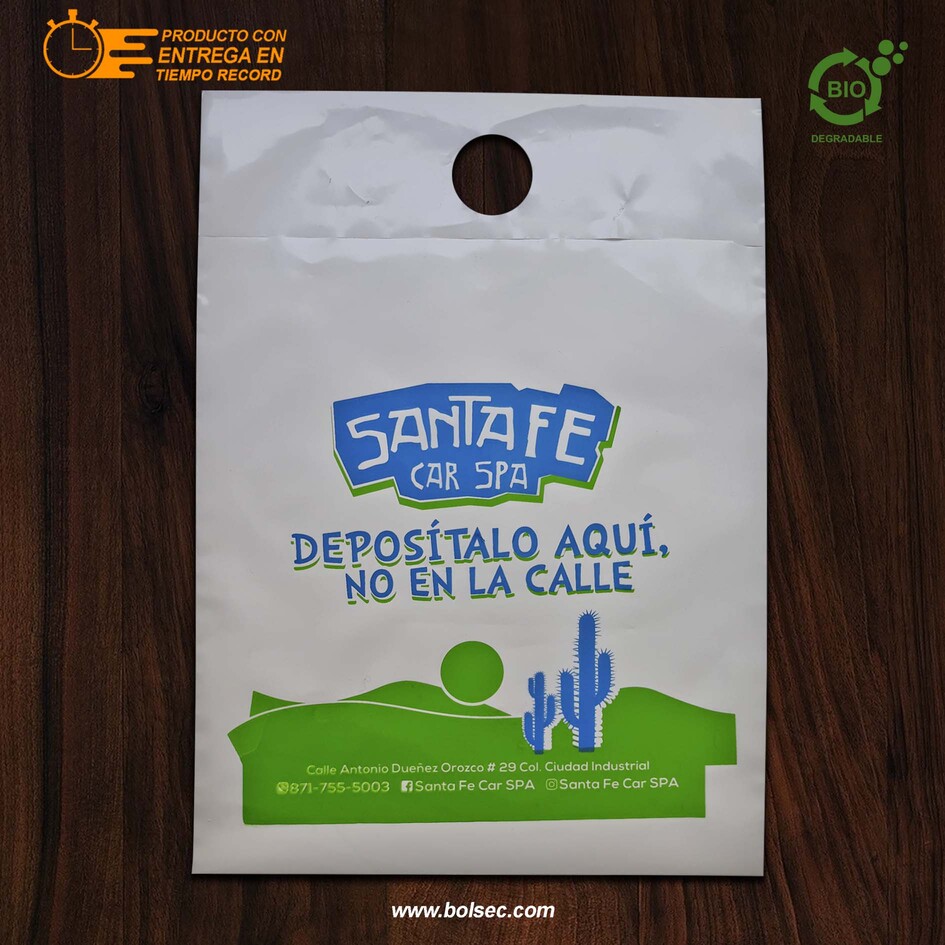 PRODUCTO CON
ENTREGA EN
TIEMPO RECORD
BIO
DEGRADABLE
SANTA FE
CAR SPA
DEPOSÍTALO AQUÍ,
NO EN LA CALLE
Calle Antonio Dueñez Orozco # 29 Col. Ciudad Industrial
871-755-5003 Santa Fe Car SPA Santa Fe Car SPA
www.bolsec.com